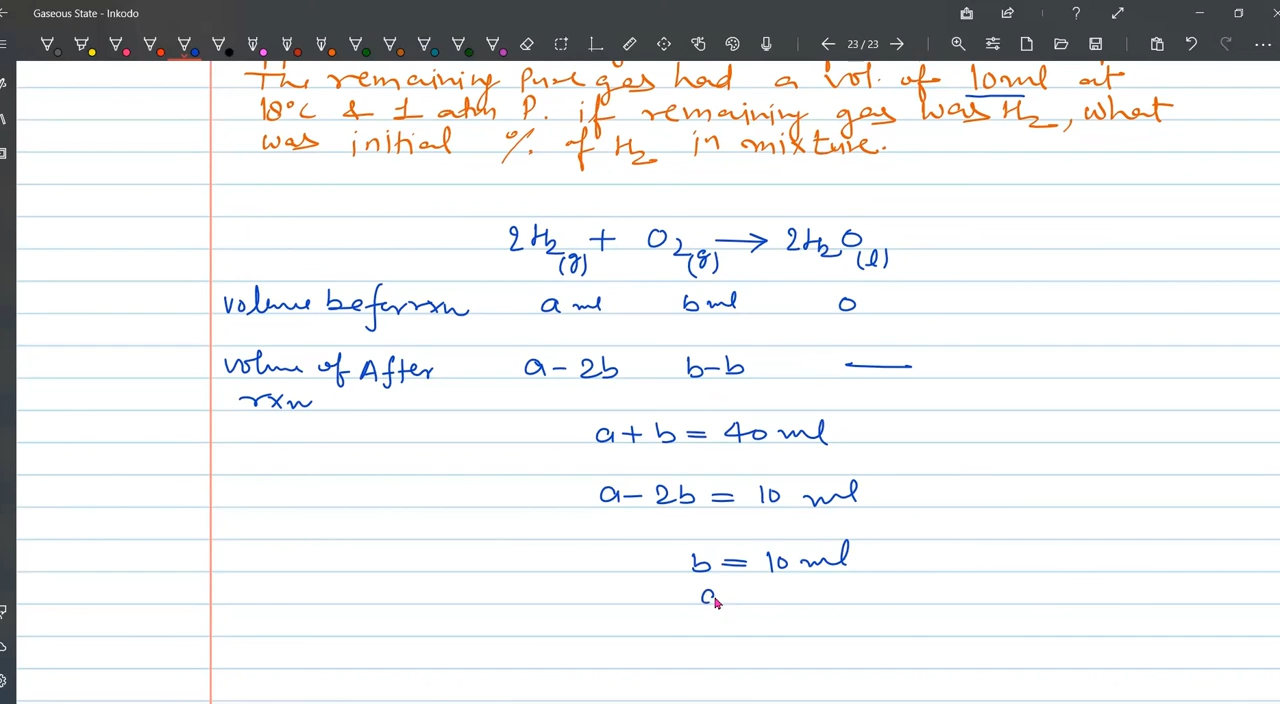 Gaseous State - Inkodo
23/23
The remaining pure gas had a vol. of 10ml at
18°C & 1 atm P. if remaining gas was H₂, what
was initial % of H₂ in mixture.
2H₂(g) + O₂(g) ⟶ 2H₂O(l)
volume befor rxn a ml b ml 0
volume of After a - 2b b - b —
rxn
a + b = 40 ml
a - 2b = 10 ml
b = 10 ml
a